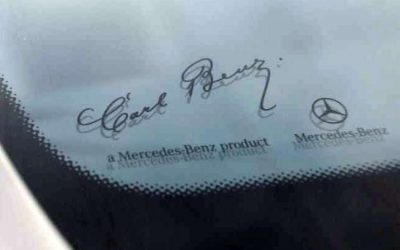 Carl Benz
a Mercedes-Benz product
Mercedes-Benz